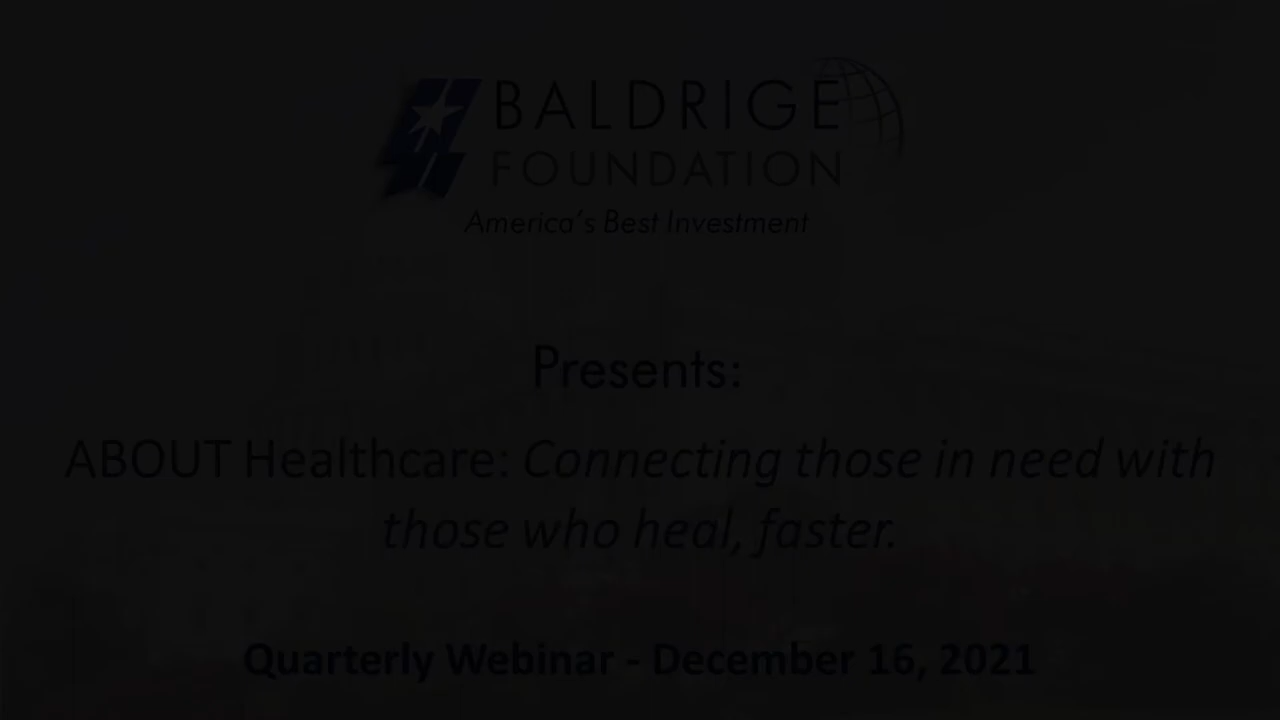 BALDRIGE
FOUNDATION
America's Best Investment
Presents:
ABOUT Healthcare: Connecting those in need with
those who heal, faster.
Quarterly Webinar - December 16, 2021